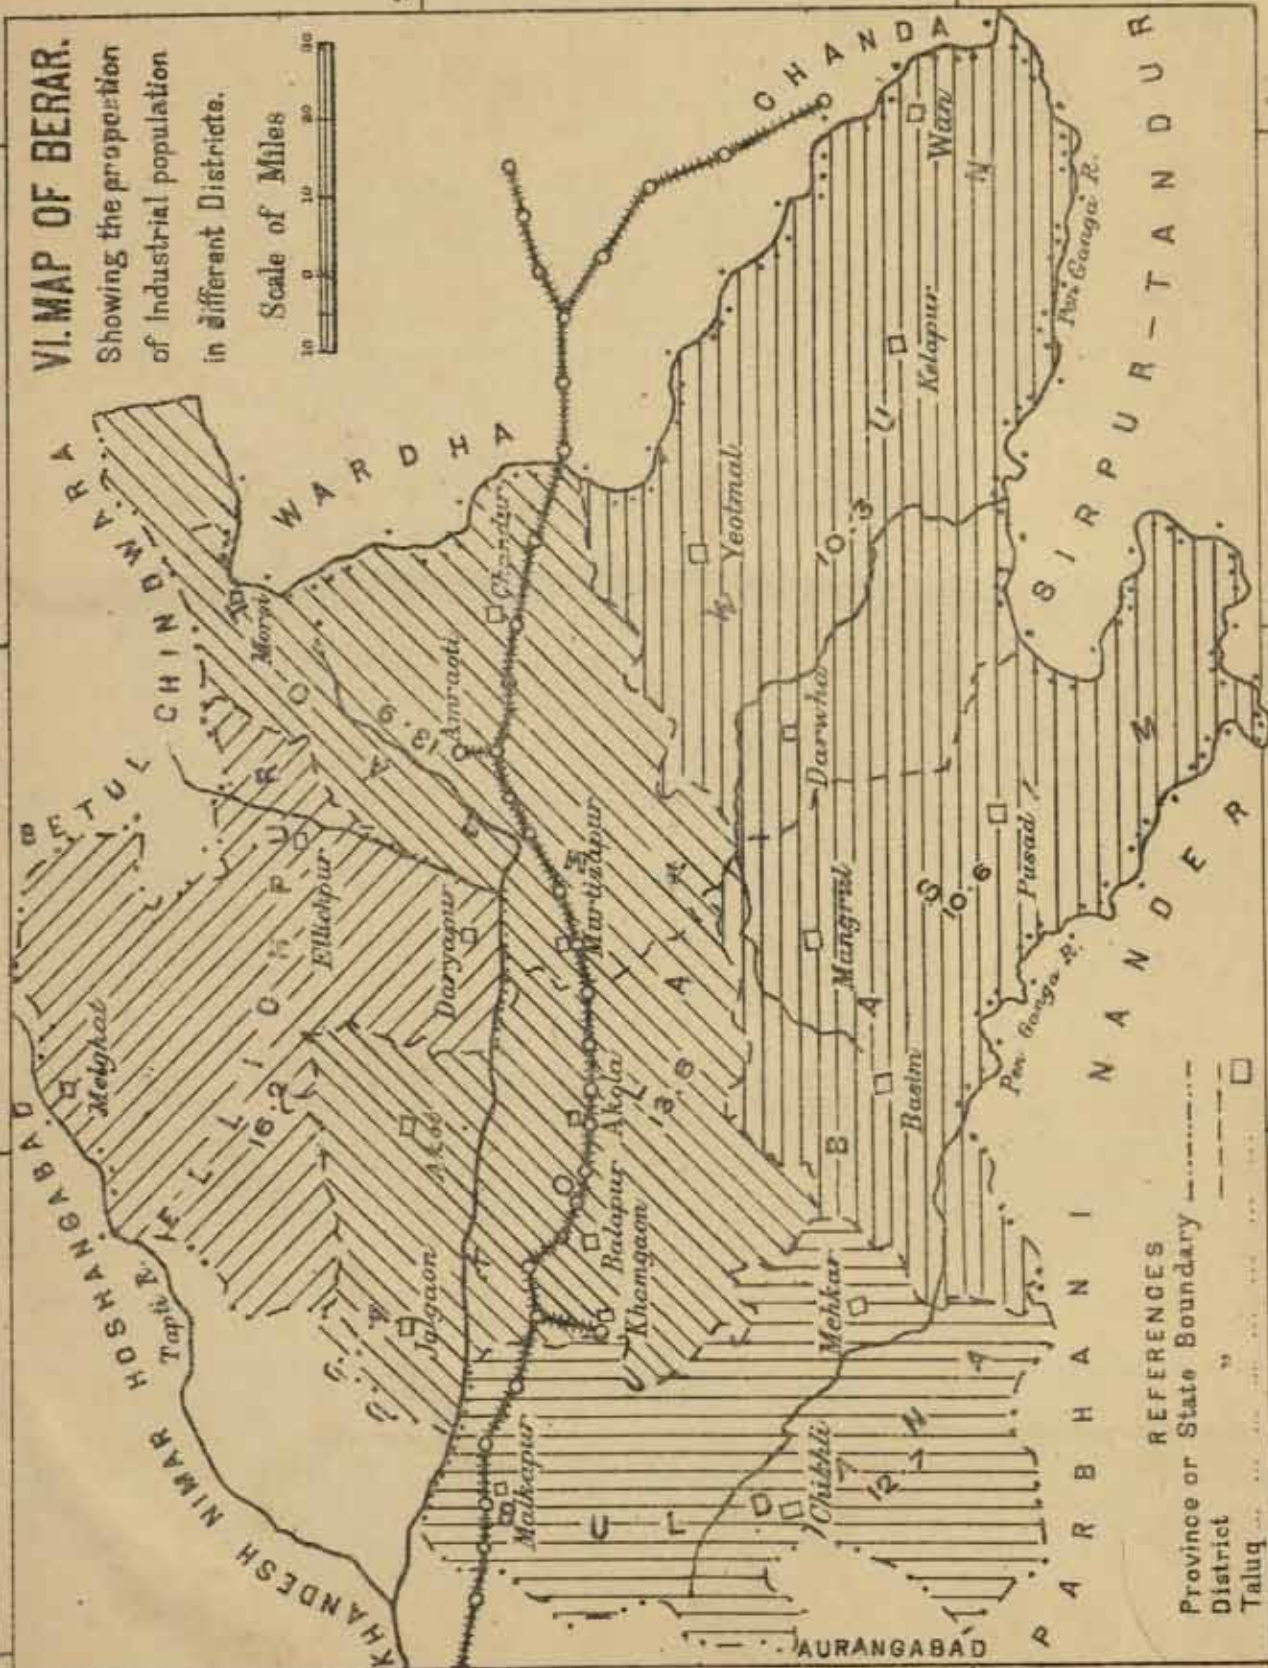 VI. MAP OF BERAR.
Showing the proportion
of Industrial population
in different Districts.
Scale of Miles
10 0 10 20 30
BETUL
CHINDWARA
WARDHA
CHANDA
HOSHANGABAD
NIMAR
KHANDESH
Tapti R.
Melghat
ELLICHPUR
16.2
Ellichpur
Morsi
AMRAOTI
13.9
Amraoti
Chandur
Daryapur
Murtizapur
Akot
Akola
AKOLA
13.8
Jalgaon
Balapur
Khamgaon
Malkapur
BULDANA
12.7
Chikhli
Mehkar
BASIM
10.6
Basim
Mangrul
Pusad
Darwha
Yeotmal
WUN
10.3
Kelapur
Wun
Pen Ganga R.
Pen Ganga R.
SIRPUR-TANDUR
NANDER
PARBHANI
AURANGABAD
REFERENCES
Province or State Boundary
District "
Taluq